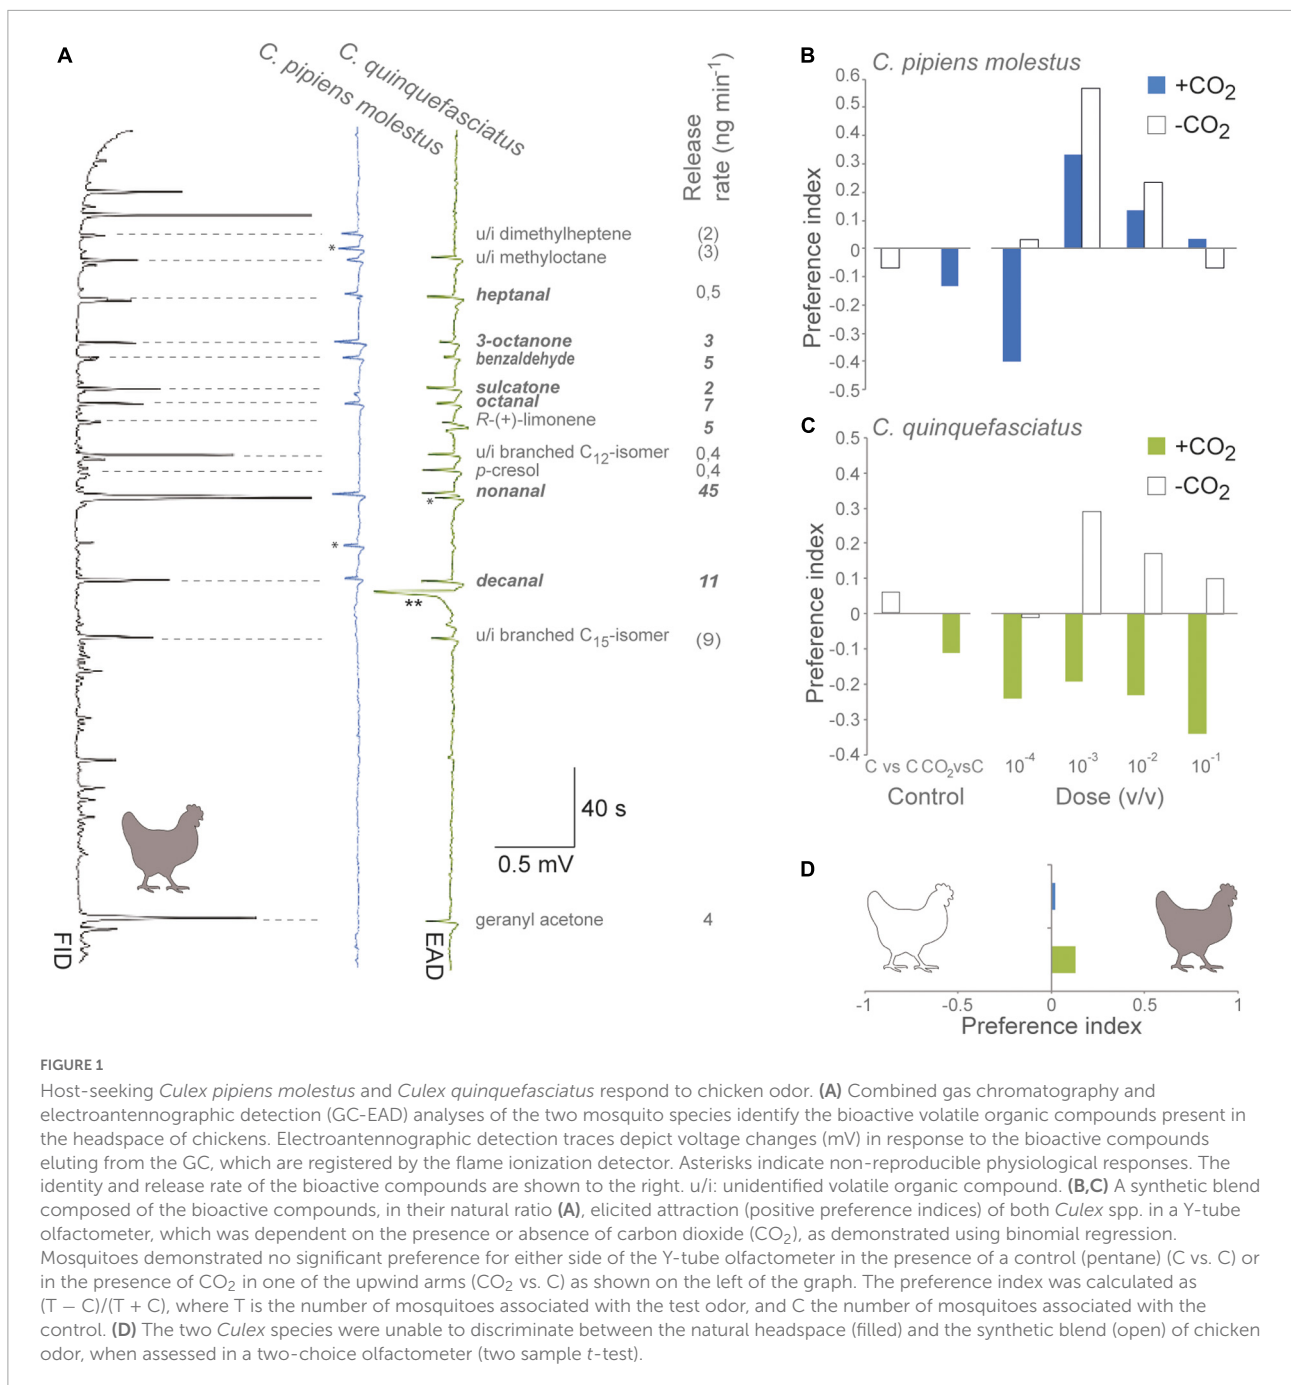 A
C. pipiens molestus
C. quinquefasciatus
Release
rate (ng min⁻¹)
*
u/i dimethylheptene (2)
u/i methyloctane (3)
heptanal 0,5
3-octanone 3
benzaldehyde 5
sulcatone 2
octanal 7
R-(+)-limonene 5
u/i branched C₁₂-isomer 0,4
p-cresol 0,4
nonanal 45
*
*
decanal 11
**
u/i branched C₁₅-isomer (9)
40 s
0.5 mV
geranyl acetone 4
FID
EAD
B
C. pipiens molestus
+CO₂
-CO₂
Preference index
0.6
0.5
0.4
0.3
0.2
0.1
0
-0.1
-0.2
-0.3
-0.4
-0.5
C
C. quinquefasciatus
+CO₂
-CO₂
Preference index
0.5
0.4
0.3
0.2
0.1
0
-0.1
-0.2
-0.3
-0.4
C vs C CO₂vsC 10⁻⁴ 10⁻³ 10⁻² 10⁻¹
Control Dose (v/v)
D
-1 -0.5 0 0.5 1
Preference index
FIGURE 1
Host-seeking Culex pipiens molestus and Culex quinquefasciatus respond to chicken odor. (A) Combined gas chromatography and
electroantennographic detection (GC-EAD) analyses of the two mosquito species identify the bioactive volatile organic compounds present in
the headspace of chickens. Electroantennographic detection traces depict voltage changes (mV) in response to the bioactive compounds
eluting from the GC, which are registered by the flame ionization detector. Asterisks indicate non-reproducible physiological responses. The
identity and release rate of the bioactive compounds are shown to the right. u/i: unidentified volatile organic compound. (B,C) A synthetic blend
composed of the bioactive compounds, in their natural ratio (A), elicited attraction (positive preference indices) of both Culex spp. in a Y-tube
olfactometer, which was dependent on the presence or absence of carbon dioxide (CO₂), as demonstrated using binomial regression.
Mosquitoes demonstrated no significant preference for either side of the Y-tube olfactometer in the presence of a control (pentane) (C vs. C) or
in the presence of CO₂ in one of the upwind arms (CO₂ vs. C) as shown on the left of the graph. The preference index was calculated as
(T − C)/(T + C), where T is the number of mosquitoes associated with the test odor, and C the number of mosquitoes associated with the
control. (D) The two Culex species were unable to discriminate between the natural headspace (filled) and the synthetic blend (open) of chicken
odor, when assessed in a two-choice olfactometer (two sample t-test).